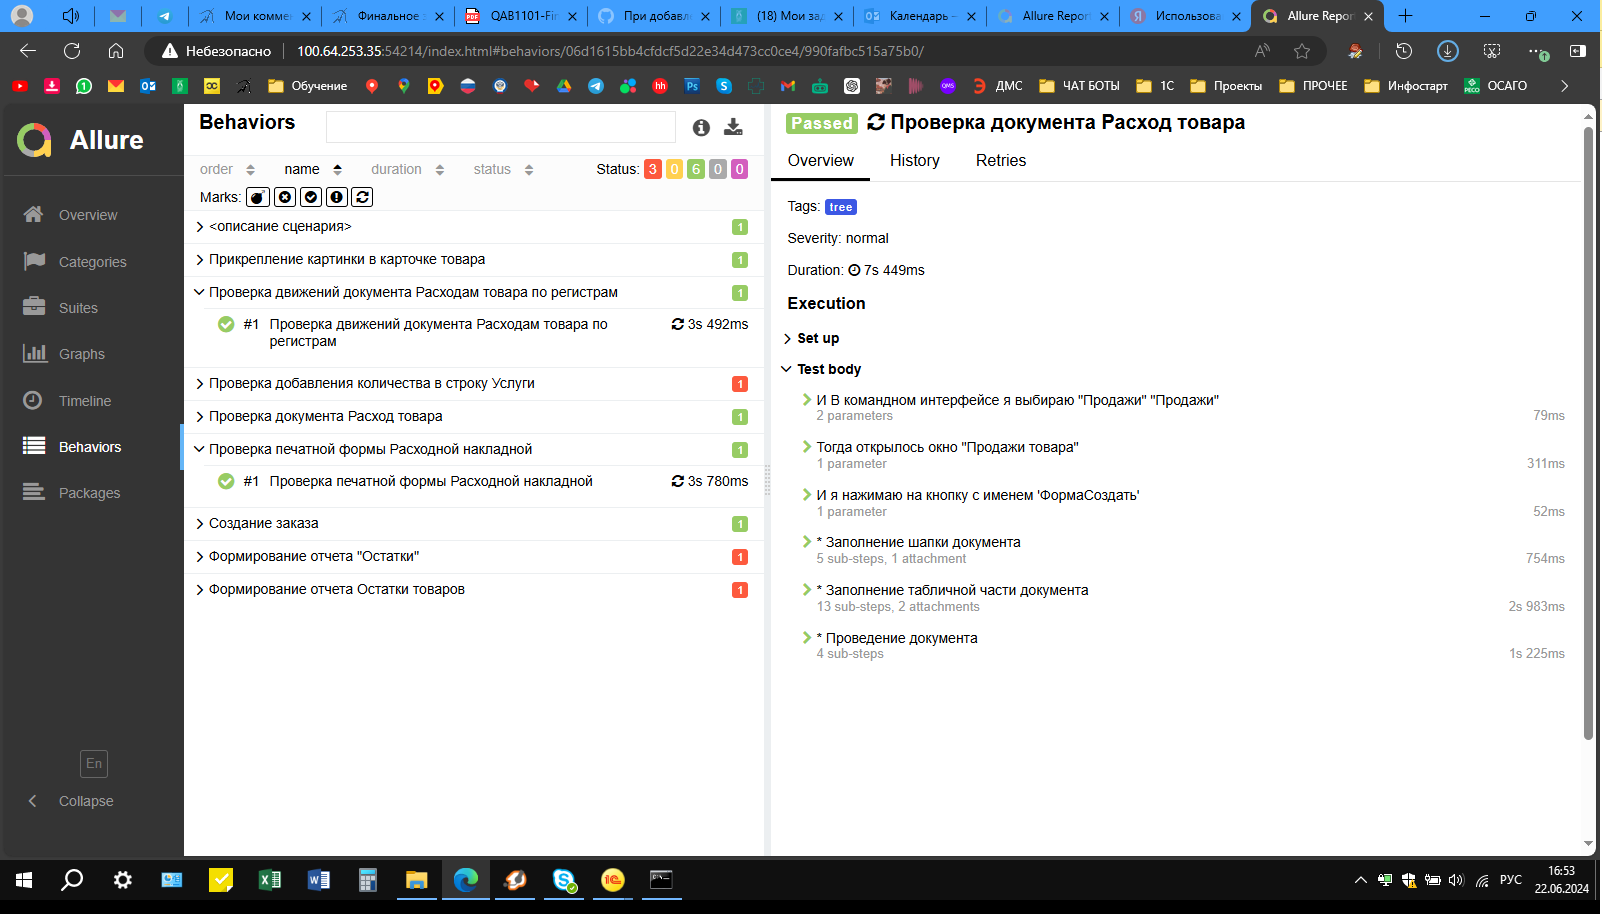 Мои комме
Финальное з
QAB1101-Fir
При добавл
(18) Мои зад
Календарь –
Allure Repor
Использова
Allure Repor
Небезопасно
100.64.253.35:54214/index.html#behaviors/06d1615bb4cfdcf5d22e34d473cc0ce4/990fafbc515a75b0/
Обучение
ДМС
ЧАТ БОТЫ
1С
Проекты
ПРОЧЕЕ
Инфостарт
ОСАГО
Allure
Overview
Categories
Suites
Graphs
Timeline
Behaviors
Packages
En
Collapse
Behaviors
order name duration status Status: 3 0 6 0 0
Marks:
<описание сценария> 1
Прикрепление картинки в карточке товара 1
Проверка движений документа Расходам товара по регистрам 1
#1 Проверка движений документа Расходам товара по 3s 492ms
регистрам
Проверка добавления количества в строку Услуги 1
Проверка документа Расход товара 1
Проверка печатной формы Расходной накладной 1
#1 Проверка печатной формы Расходной накладной 3s 780ms
Создание заказа 1
Формирование отчета "Остатки" 1
Формирование отчета Остатки товаров 1
Passed Проверка документа Расход товара
Overview History Retries
Tags: tree
Severity: normal
Duration: 7s 449ms
Execution
Set up
Test body
И В командном интерфейсе я выбираю "Продажи" "Продажи"
2 parameters 79ms
Тогда открылось окно "Продажи товара"
1 parameter 311ms
И я нажимаю на кнопку с именем 'ФормаСоздать'
1 parameter 52ms
* Заполнение шапки документа
5 sub-steps, 1 attachment 754ms
* Заполнение табличной части документа
13 sub-steps, 2 attachments 2s 983ms
* Проведение документа
4 sub-steps 1s 225ms
РУС
16:53
22.06.2024